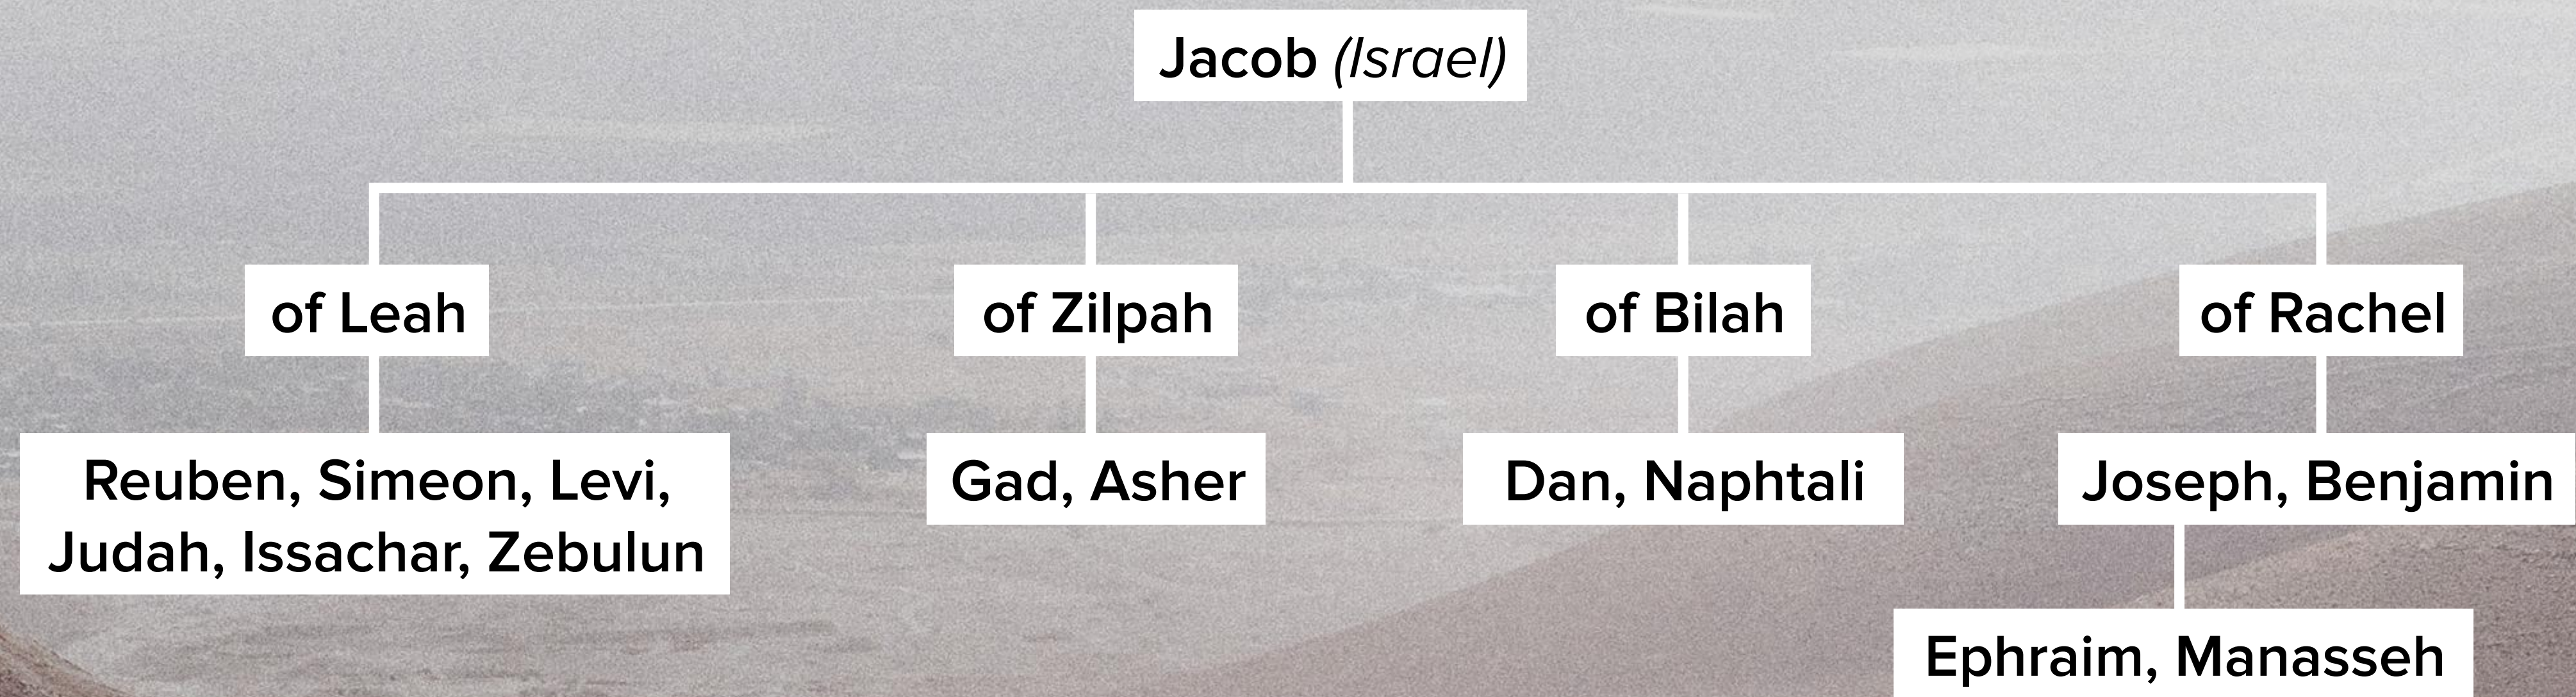 Jacob (Israel)
of Leah
of Zilpah
of Bilah
of Rachel
Reuben, Simeon, Levi,
Judah, Issachar, Zebulun
Gad, Asher
Dan, Naphtali
Joseph, Benjamin
Ephraim, Manasseh